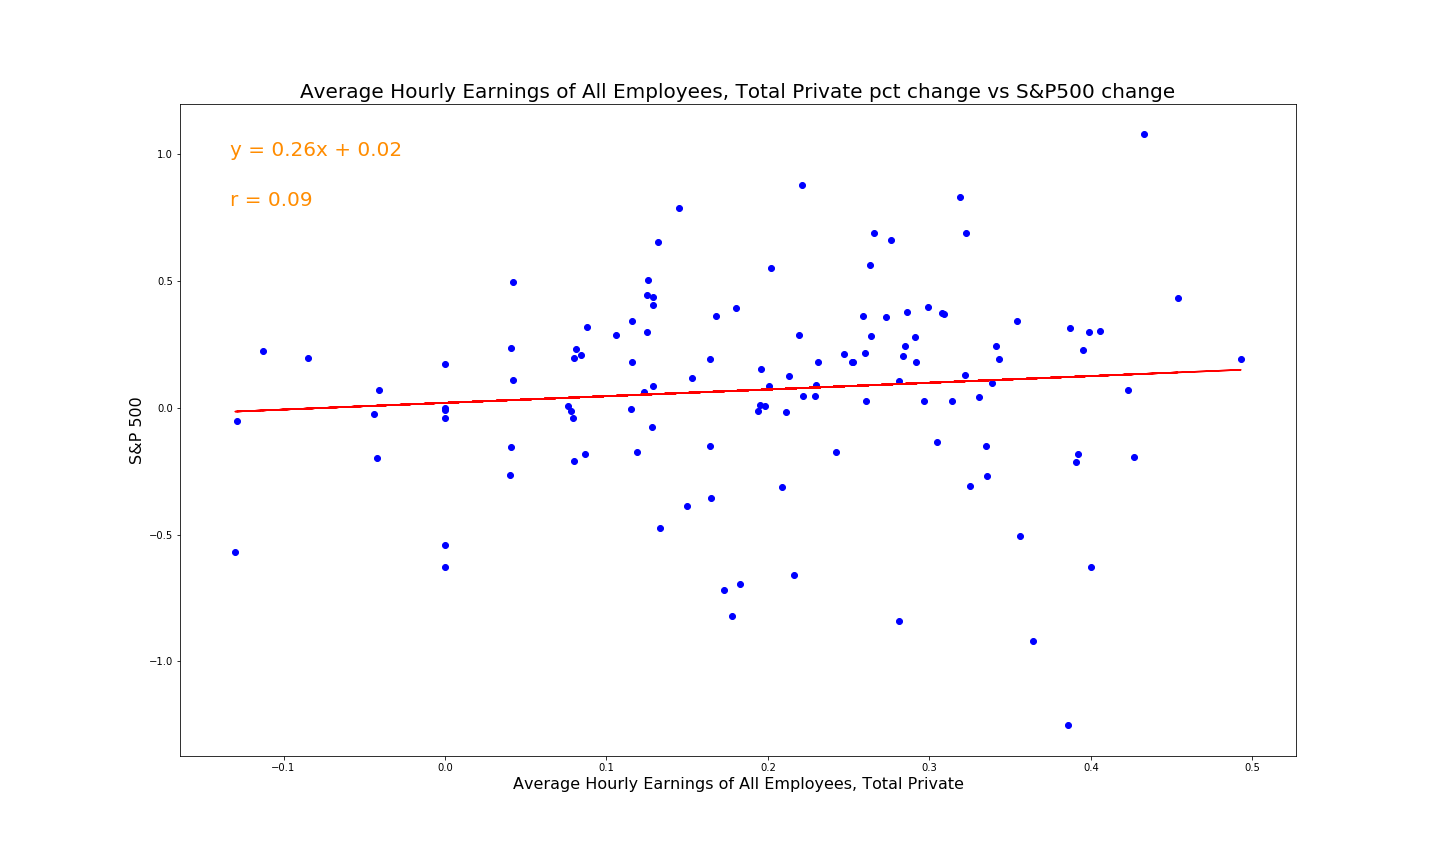 Average Hourly Earnings of All Employees, Total Private pct change vs S&P500 change
y = 0.26x + 0.02
r = 0.09
1.0
0.5
0.0
−0.5
−1.0
S&P 500
−0.1 0.0 0.1 0.2 0.3 0.4 0.5
Average Hourly Earnings of All Employees, Total Private